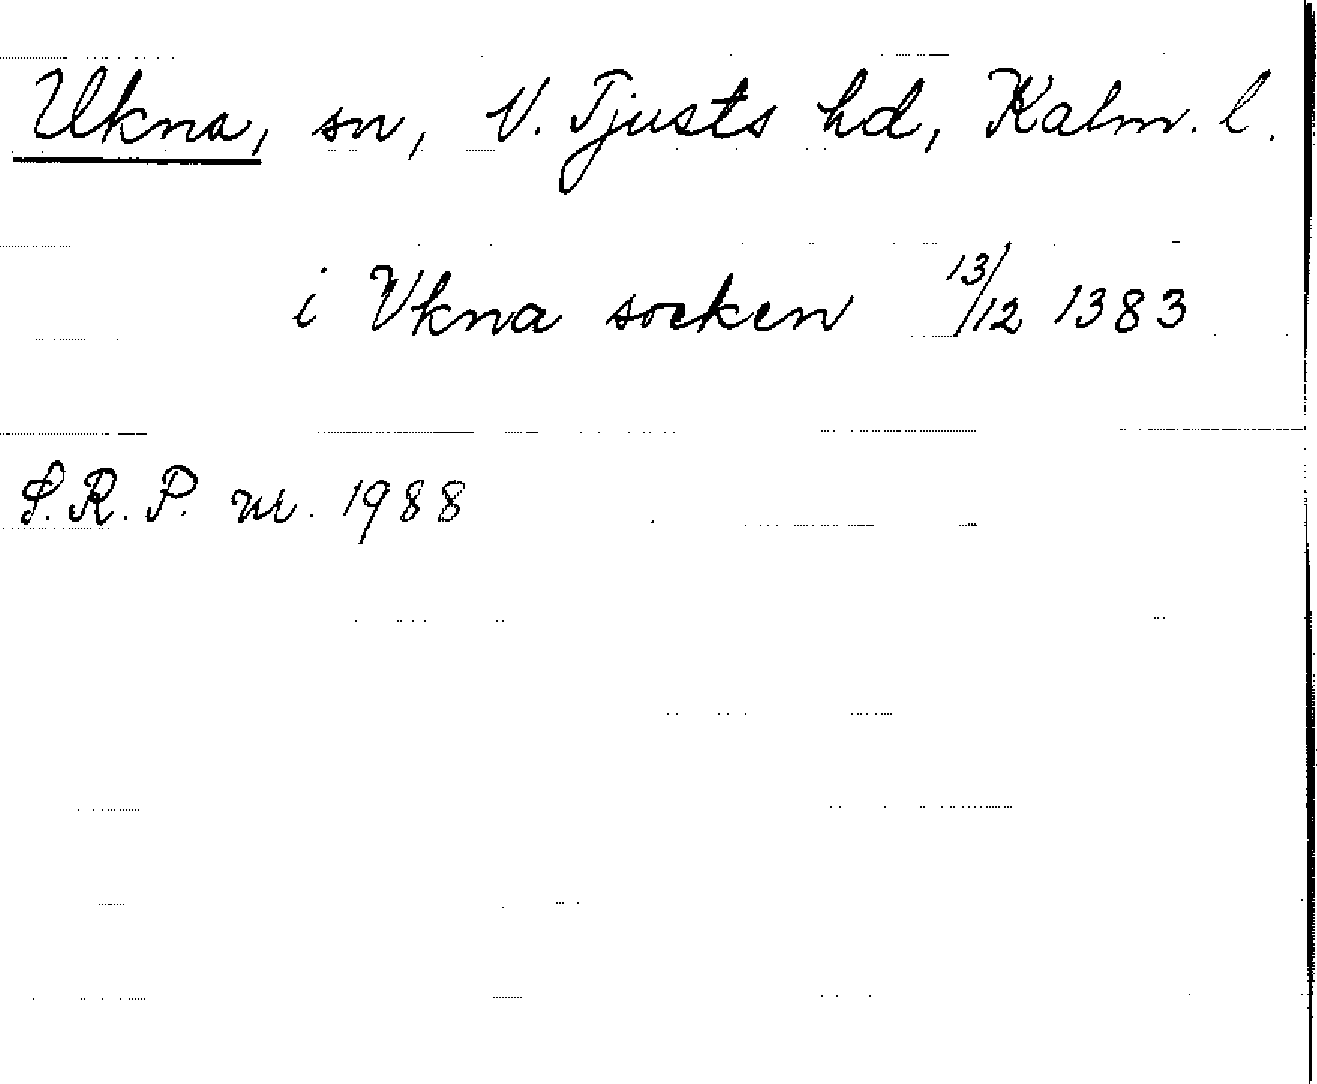 Ukna, sn, V. Tjusts hd, Kalm. l.
i Vkna socken 13/12 1383
S.R.P. nr. 1988